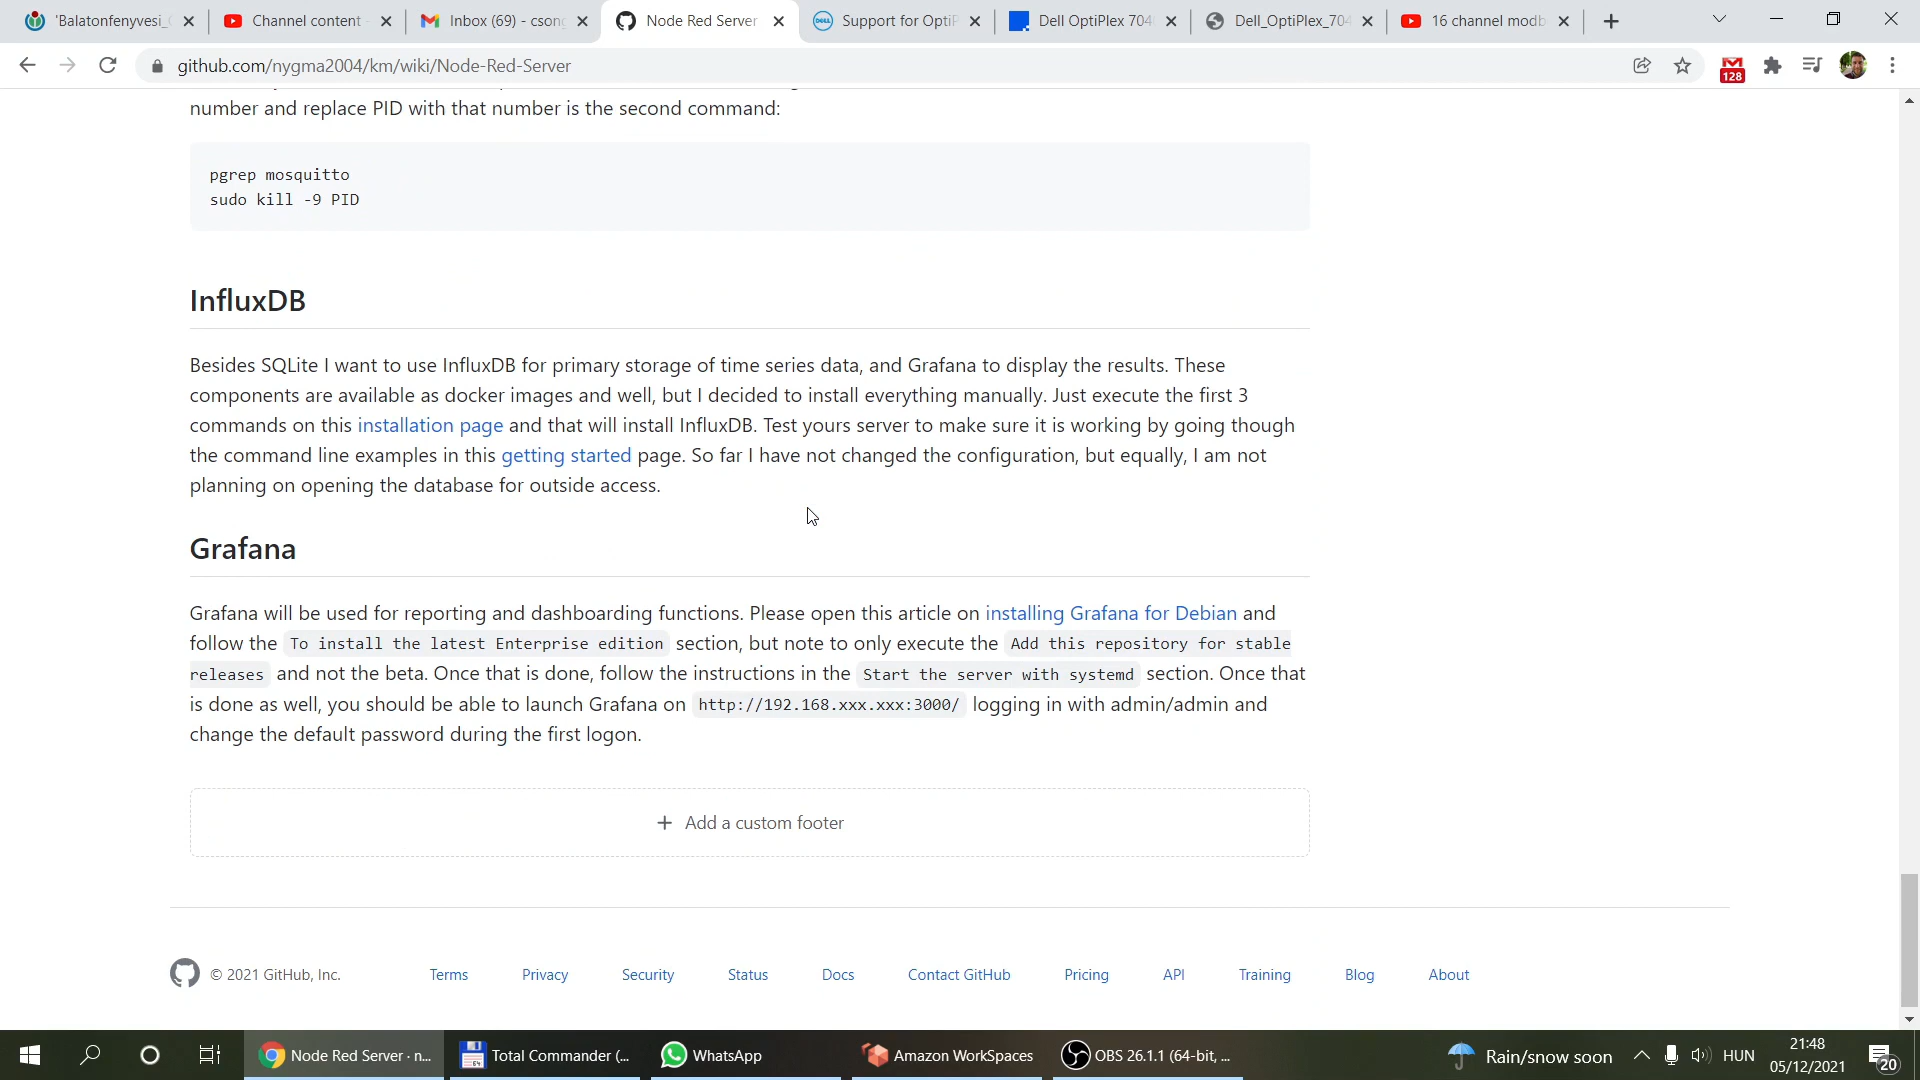 'Balatonfenyvesi_
Channel content -
Inbox (69) - cson
Node Red Server
Support for OptiP
Dell OptiPlex 704
Dell_OptiPlex_704
16 channel modb
github.com/nygma2004/km/wiki/Node-Red-Server
128
number and replace PID with that number is the second command:
pgrep mosquitto
sudo kill -9 PID
InfluxDB
Besides SQLite I want to use InfluxDB for primary storage of time series data, and Grafana to display the results. These
components are available as docker images and well, but I decided to install everything manually. Just execute the first 3
commands on this installation page and that will install InfluxDB. Test yours server to make sure it is working by going though
the command line examples in this getting started page. So far I have not changed the configuration, but equally, I am not
planning on opening the database for outside access.
Grafana
Grafana will be used for reporting and dashboarding functions. Please open this article on installing Grafana for Debian and
follow the To install the latest Enterprise edition section, but note to only execute the Add this repository for stable
releases and not the beta. Once that is done, follow the instructions in the Start the server with systemd section. Once that
is done as well, you should be able to launch Grafana on http://192.168.xxx.xxx:3000/ logging in with admin/admin and
change the default password during the first logon.
+ Add a custom footer
© 2021 GitHub, Inc.
Terms
Privacy
Security
Status
Docs
Contact GitHub
Pricing
API
Training
Blog
About
Node Red Server · n...
Total Commander (...
WhatsApp
Amazon WorkSpaces
OBS 26.1.1 (64-bit, ...
Rain/snow soon
HUN
21:48
05/12/2021
20